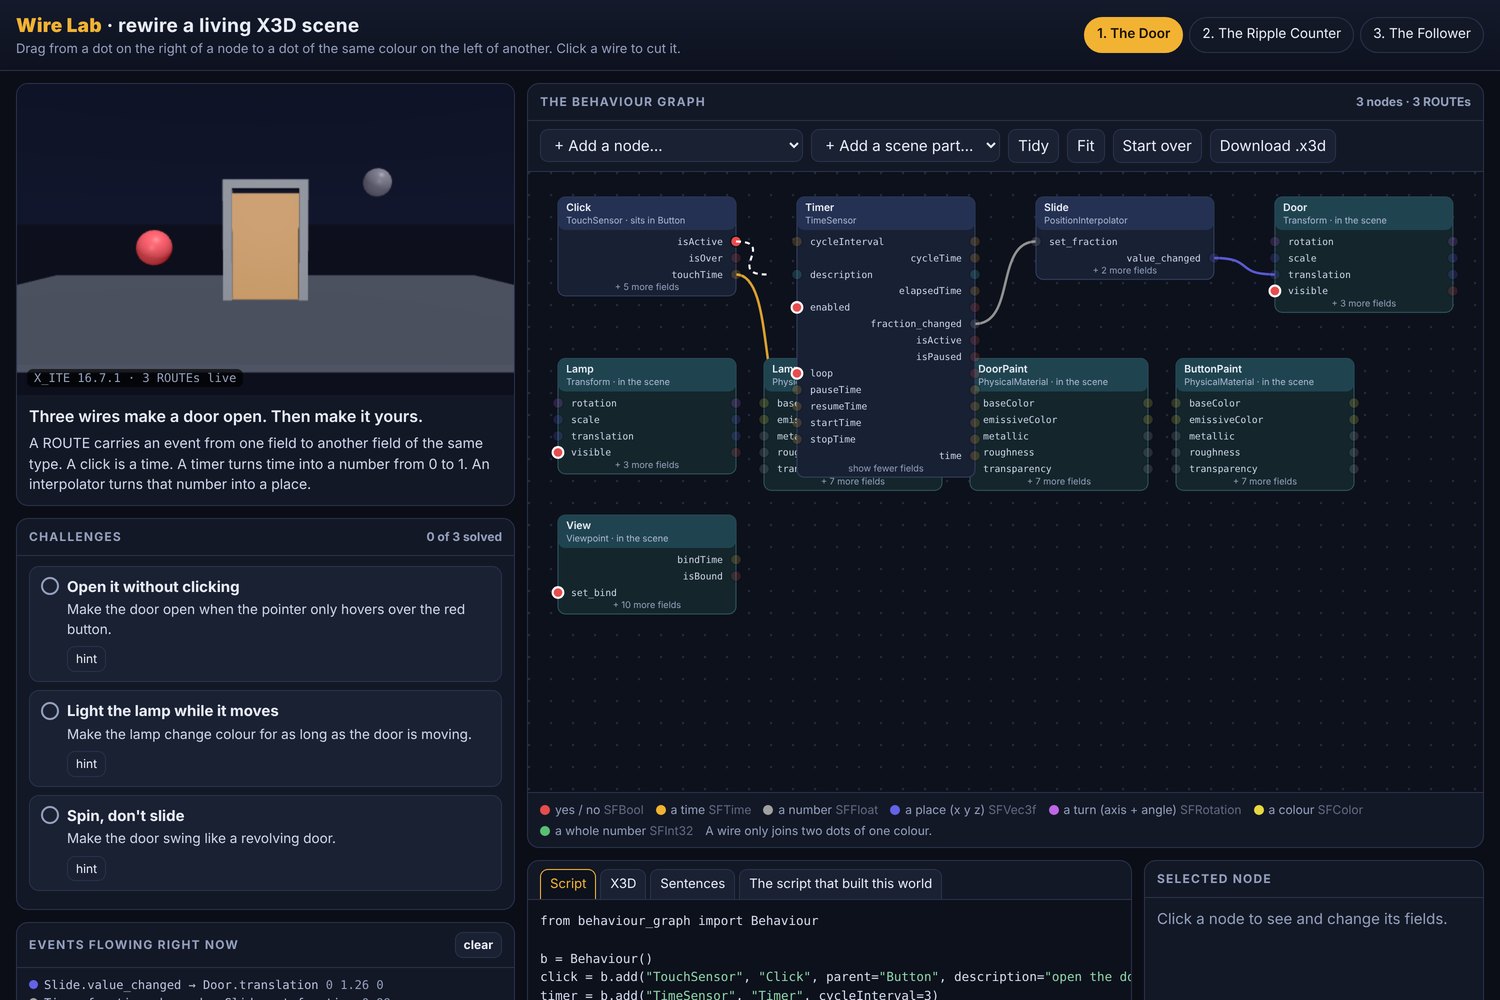 Wire Lab · rewire a living X3D scene
Drag from a dot on the right of a node to a dot of the same colour on the left of another. Click a wire to cut it.
1. The Door
2. The Ripple Counter
3. The Follower
X_ITE 16.7.1 · 3 ROUTEs live
Three wires make a door open. Then make it yours.
A ROUTE carries an event from one field to another field of the same
type. A click is a time. A timer turns time into a number from 0 to 1. An
interpolator turns that number into a place.
CHALLENGES
0 of 3 solved
Open it without clicking
Make the door open when the pointer only hovers over the red
button.
hint
Light the lamp while it moves
Make the lamp change colour for as long as the door is moving.
hint
Spin, don't slide
Make the door swing like a revolving door.
hint
EVENTS FLOWING RIGHT NOW
clear
Slide.value_changed → Door.translation 0 1.26 0
THE BEHAVIOUR GRAPH
3 nodes · 3 ROUTEs
+ Add a node...
+ Add a scene part...
Tidy
Fit
Start over
Download .x3d
Click
TouchSensor · sits in Button
isActive
isOver
touchTime
+ 5 more fields
Timer
TimeSensor
cycleInterval
cycleTime
description
elapsedTime
enabled
fraction_changed
isActive
isPaused
loop
pauseTime
resumeTime
startTime
stopTime
time
show fewer fields
Slide
PositionInterpolator
set_fraction
value_changed
+ 2 more fields
Door
Transform · in the scene
rotation
scale
translation
visible
+ 3 more fields
Lamp
Transform · in the scene
rotation
scale
translation
visible
+ 3 more fields
+ 7 more fields
DoorPaint
PhysicalMaterial · in the scene
baseColor
emissiveColor
metallic
roughness
transparency
+ 7 more fields
ButtonPaint
PhysicalMaterial · in the scene
baseColor
emissiveColor
metallic
roughness
transparency
+ 7 more fields
View
Viewpoint · in the scene
bindTime
isBound
set_bind
+ 10 more fields
yes / no SFBool
a time SFTime
a number SFFloat
a place (x y z) SFVec3f
a turn (axis + angle) SFRotation
a colour SFColor
a whole number SFInt32
A wire only joins two dots of one colour.
Script
X3D
Sentences
The script that built this world
from behaviour_graph import Behaviour
b = Behaviour()
click = b.add("TouchSensor", "Click", parent="Button", description="open the
timer = b.add("TimeSensor", "Timer", cycleInterval=3)
SELECTED NODE
Click a node to see and change its fields.